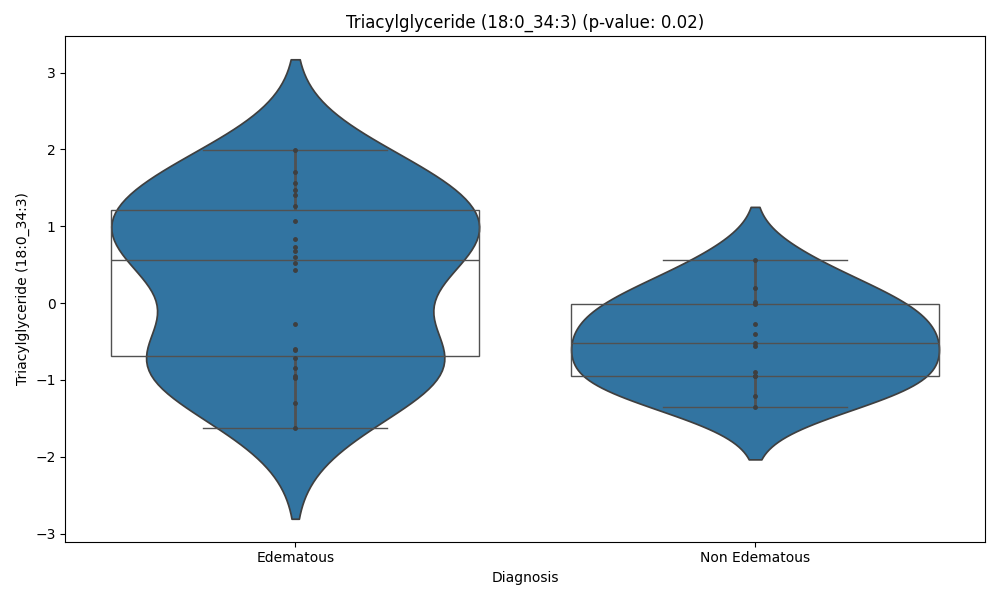 Triacylglyceride (18:0_34:3) (p-value: 0.02)
Triacylglyceride (18:0_34:3)
3
2
1
0
−1
−2
−3
Edematous
Non Edematous
Diagnosis